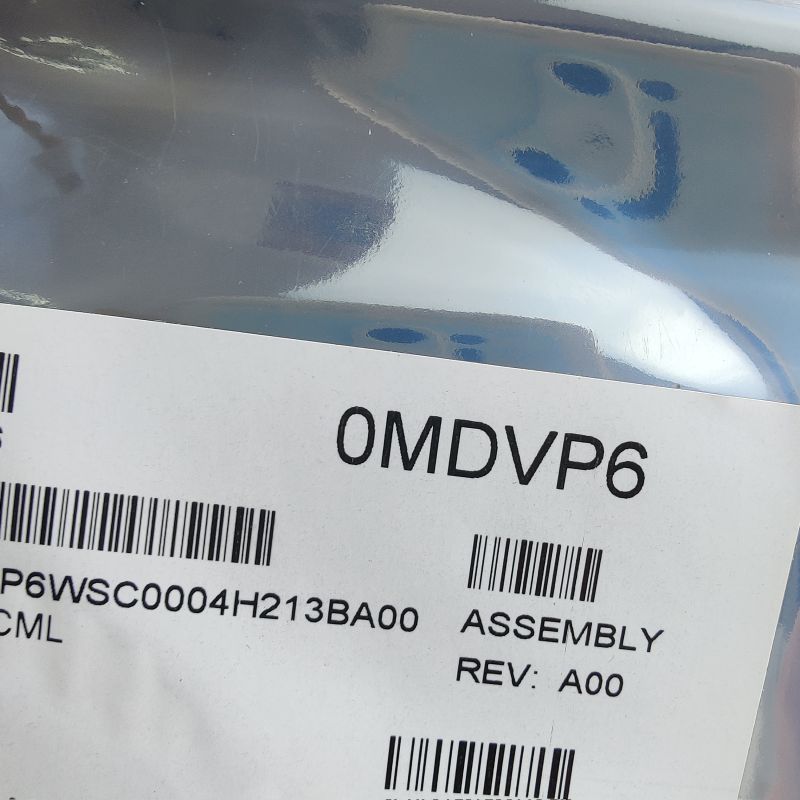 0MDVP6
P6WSC0004H213BA00
CML
ASSEMBLY
REV: A00